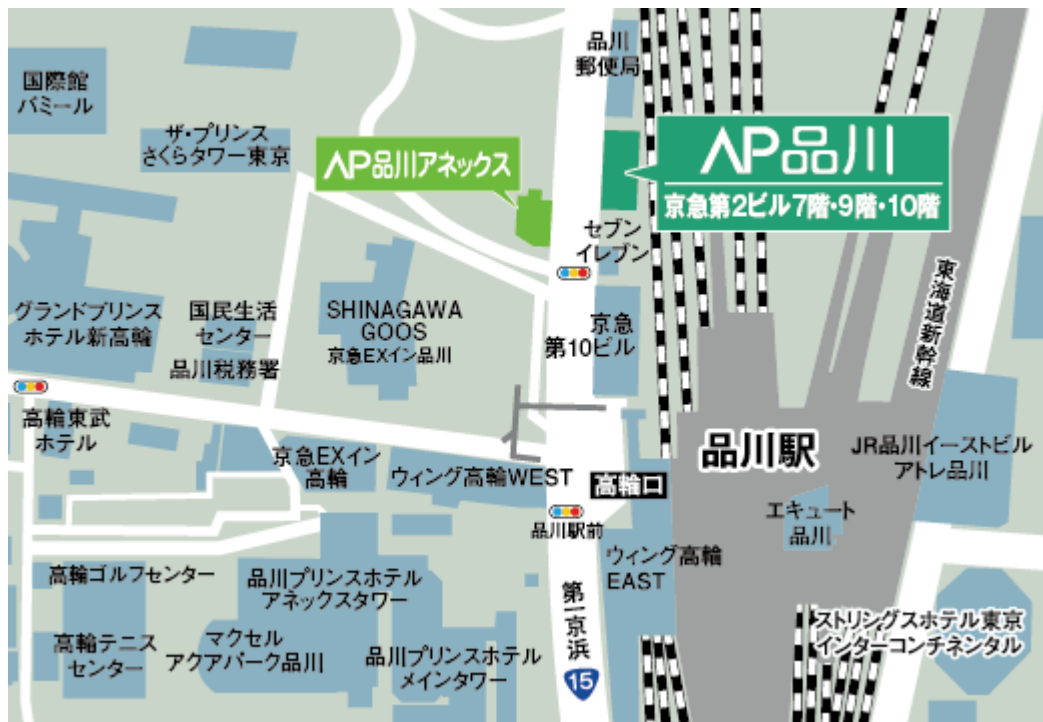 品川
郵便局
国際館
パミール
ザ・プリンス
さくらタワー東京
AP品川アネックス
AP品川
京急第2ビル7階・9階・10階
セブン
イレブン
東海道新幹線
グランドプリンス
ホテル新高輪
国民生活
センター
品川税務署
SHINAGAWA
GOOS
京急EXイン品川
京急
第10ビル
高輪東武
ホテル
京急EXイン
高輪
ウィング高輪WEST
高輪口
品川駅
JR品川イーストビル
アトレ品川
エキュート
品川
品川駅前
ウィング高輪
EAST
高輪ゴルフセンター
品川プリンスホテル
アネックスタワー
第一京浜
15
高輪テニス
センター
マクセル
アクアパーク品川
品川プリンスホテル
メインタワー
ストリングスホテル東京
インターコンチネンタル